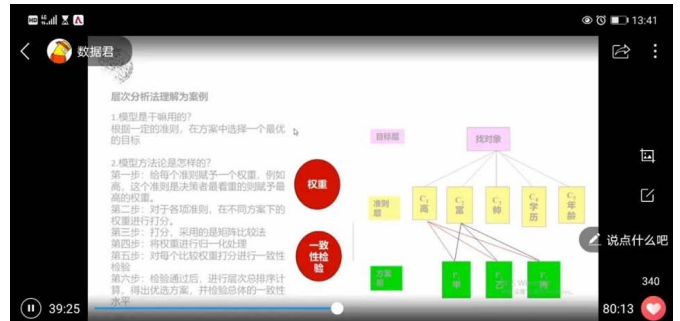 HD 4G
13:41
数据君
层次分析法理解为案例
1.模型是干嘛用的?
根据一定的准则,在方案中选择一个最优
的目标
2.模型方法论是怎样的?
第一步:给每个准则赋予一个权重,例如
高,这个准则是决策者最看重的则赋予最
高的权重。
第二步:对于各项准则,在不同方案下的
权重进行打分。
第三步:打分,采用的是矩阵比较法
第四步:将权重进行归一化处理
第五步:对每个比较权重打分进行一致性
检验
第六步:检验通过后,进行层次总排序计
算,得出优选方案,并检验总体的一致性
水平
权重
一致
性检
验
目标层
找对象
准则
层
C₁
高
C₂
富
C₃
帅
C₄
学
历
C₅
年
龄
方案
层
甲
乙
丙
说点什么吧
340
39:25
80:13